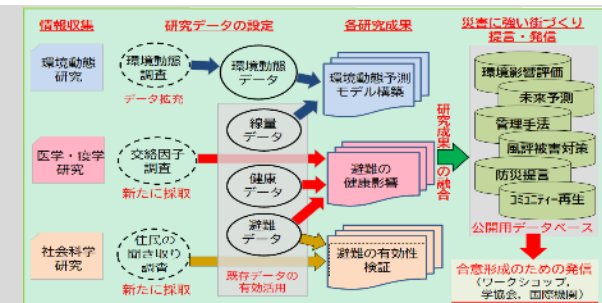 情報収集
研究データの設定
各研究成果
災害に強い街づくり
提言・発信
環境動態
研究
環境動態
調査
データ拡充
環境動態
データ
環境動態予測
モデル構築
線量
データ
医学・疫学
研究
交絡因子
調査
新たに採取
健康
データ
避難の
健康影響
避難
データ
社会科学
研究
住民の
聞き取り
調査
新たに採取
既存データの
有効活用
避難の有効性
検証
研究成果の融合
環境影響評価
未来予測
管理手法
風評被害対策
防災提言
コミュニティー再生
公開用データベース
合意形成のための発信
(ワークショップ、
学協会、国際機関)